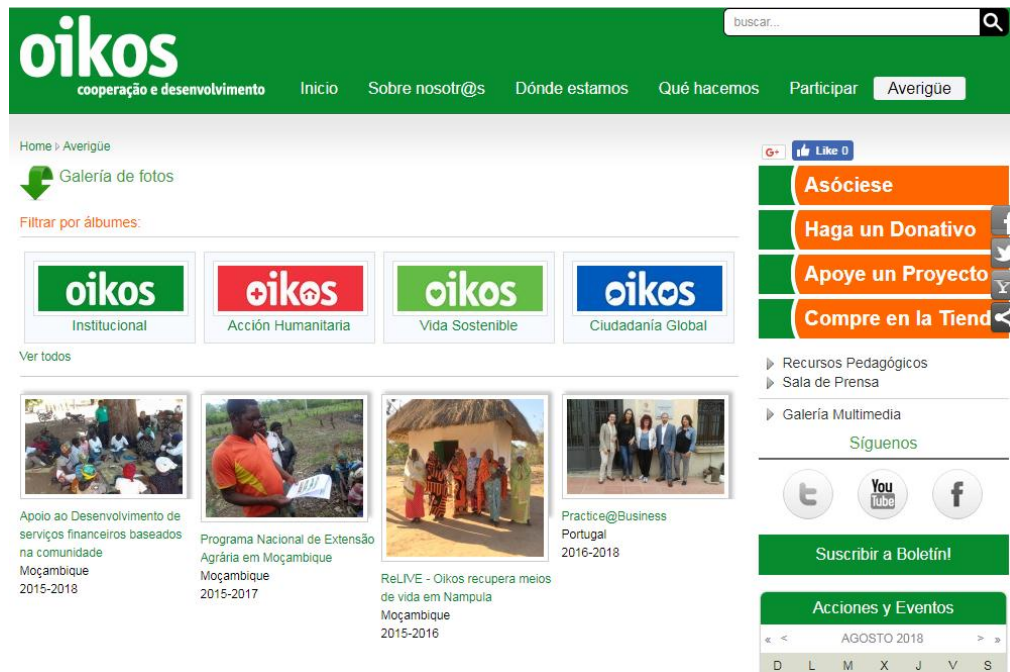 buscar...
oikos
cooperação e desenvolvimento
Inicio Sobre nosotr@s Dónde estamos Qué hacemos Participar Averigüe
Home Averigüe
Galería de fotos
Filtrar por álbumes:
oikos
Institucional
oikos
Acción Humanitaria
oikos
Vida Sostenible
oikos
Ciudadanía Global
Ver todos
Apoio ao Desenvolvimento de
serviços financeiros baseados
na comunidade
Moçambique
2015-2018
Programa Nacional de Extensão
Agrária em Moçambique
Moçambique
2015-2017
ReLIVE - Oikos recupera meios
de vida em Nampula
Moçambique
2015-2016
Practice@Business
Portugal
2016-2018
G+ Like 0
Asóciese
Haga un Donativo
Apoye un Proyecto
Compre en la Tiend
Recursos Pedagógicos
Sala de Prensa
Galería Multimedia
Síguenos
You
Tube
Suscribir a Boletín!
Acciones y Eventos
« < AGOSTO 2018 > »
D L M X J V S